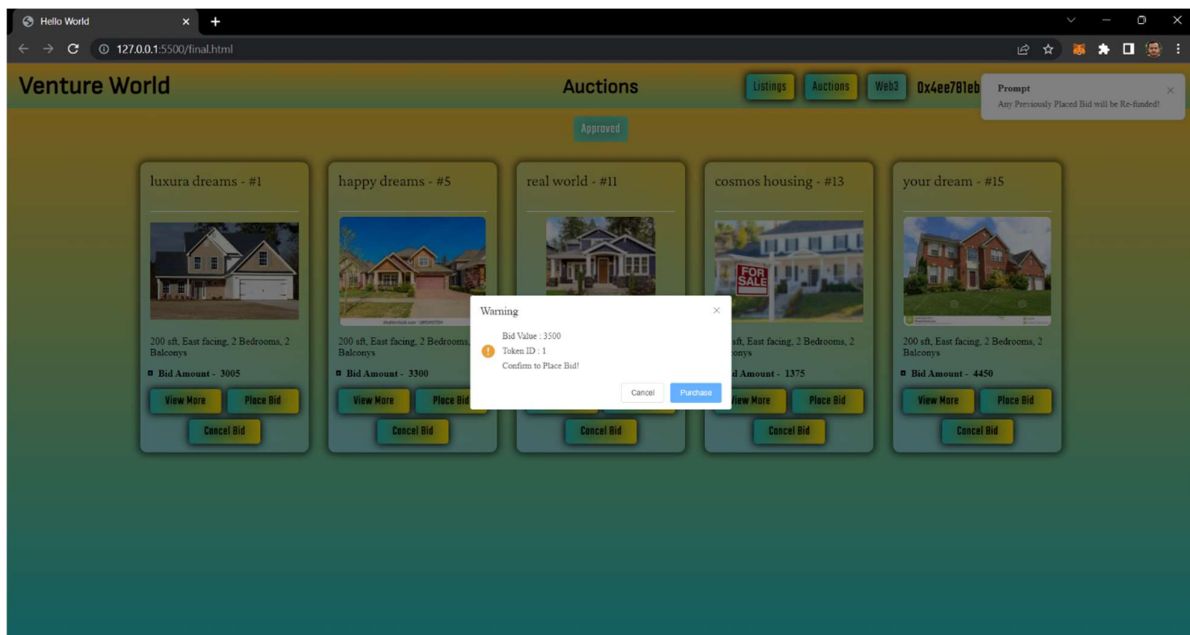 Hello World
127.0.0.1:5500/final.html
Venture World
Auctions
Listings
Auctions
Web3
0x4ee781eb
Prompt
Any Previously Placed Bid will be Re-funded!
Approved
luxura dreams - #1
200 sft, East facing, 2 Bedrooms, 2
Balconys
Bid Amount - 3005
View More
Place Bid
Cancel Bid
happy dreams - #5
200 sft, East facing, 2 Bedrooms,
Balconys
Bid Amount - 3300
View More
Place Bid
Cancel Bid
real world - #11
Cancel Bid
cosmos housing - #13
FOR
SALE
sft, East facing, 2 Bedrooms, 2
Bid Amount - 1375
View More
Place Bid
Cancel Bid
your dream - #15
200 sft, East facing, 2 Bedrooms, 2
Balconys
Bid Amount - 4450
View More
Place Bid
Cancel Bid
Warning
Bid Value : 3500
Token ID : 1
Confirm to Place Bid!
Cancel
Purchase